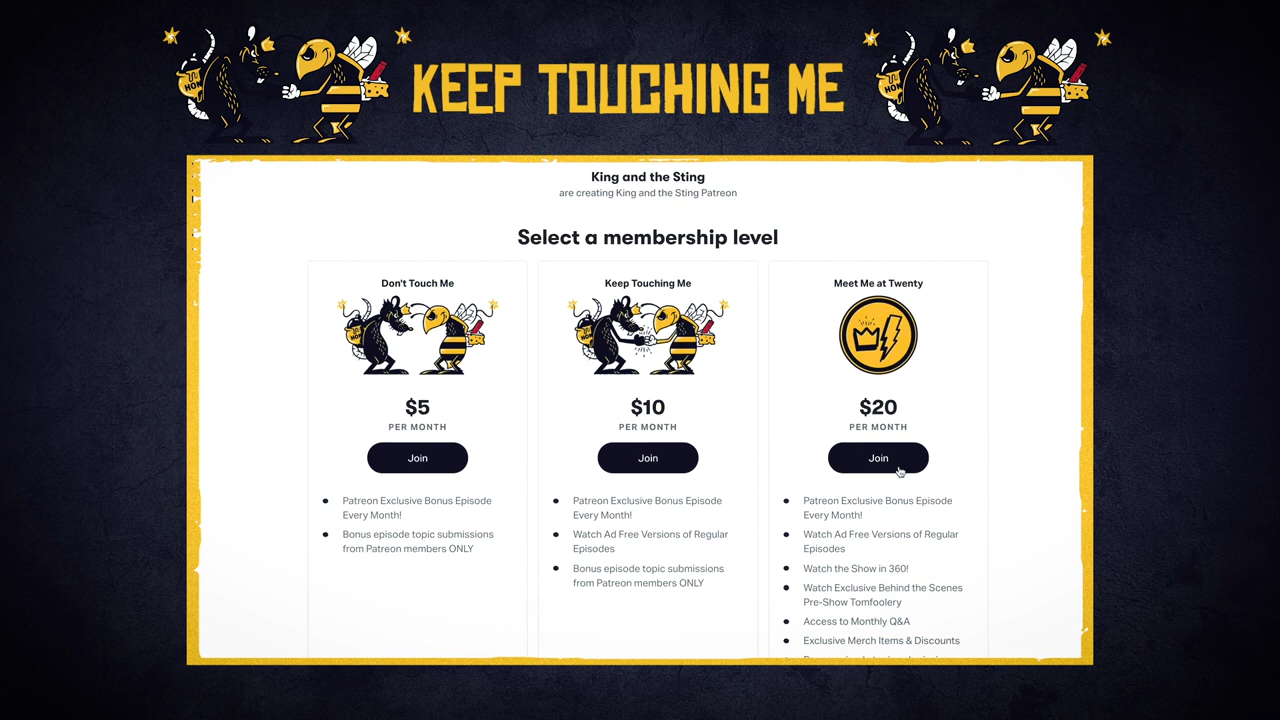 KEEP TOUCHING ME
King and the Sting
are creating King and the Sting Patreon
Select a membership level
Don't Touch Me
$5
PER MONTH
Join
Patreon Exclusive Bonus Episode
Every Month!
Bonus episode topic submissions
from Patreon members ONLY
Keep Touching Me
$10
PER MONTH
Join
Patreon Exclusive Bonus Episode
Every Month!
Watch Ad Free Versions of Regular
Episodes
Bonus episode topic submissions
from Patreon members ONLY
Meet Me at Twenty
$20
PER MONTH
Join
Patreon Exclusive Bonus Episode
Every Month!
Watch Ad Free Versions of Regular
Episodes
Watch the Show in 360!
Watch Exclusive Behind the Scenes
Pre-Show Tomfoolery
Access to Monthly Q&A
Exclusive Merch Items & Discounts